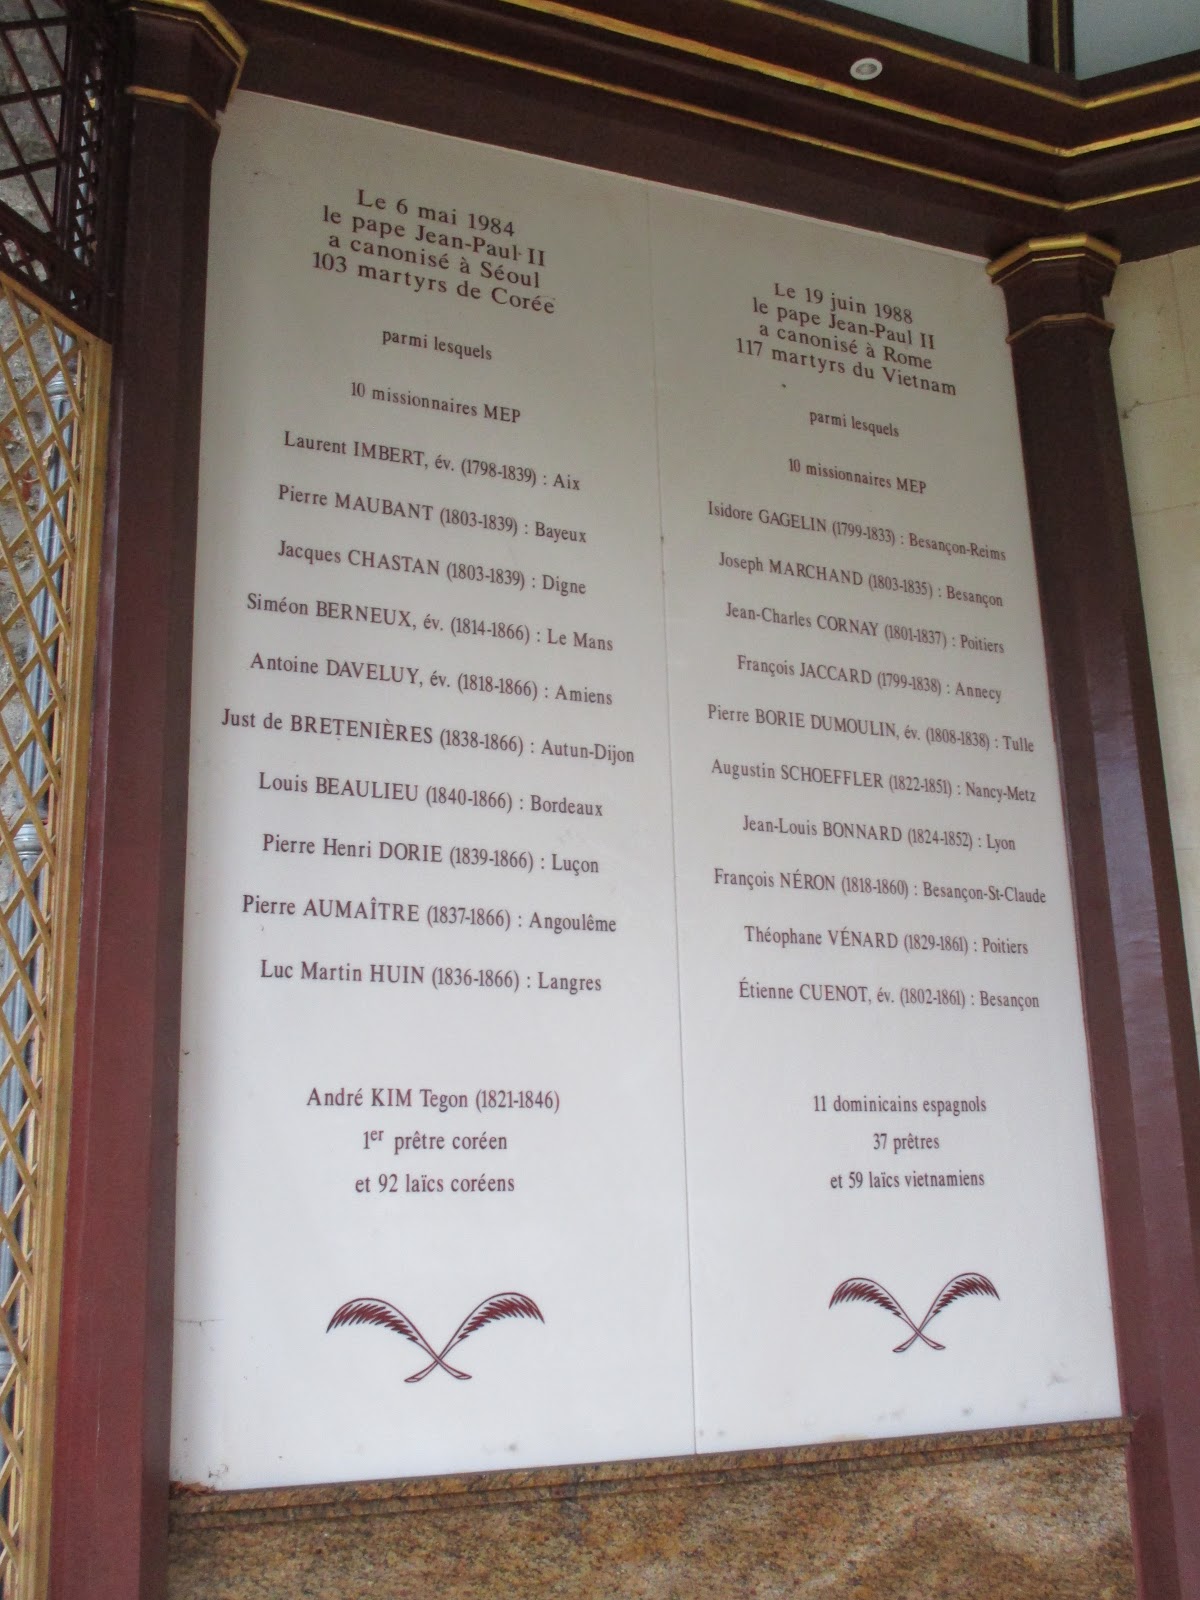 Le 6 mai 1984
le pape Jean-Paul II
a canonisé à Séoul
103 martyrs de Corée
parmi lesquels
10 missionnaires MEP
Laurent IMBERT, év. (1798-1839) : Aix
Pierre MAUBANT (1803-1839) : Bayeux
Jacques CHASTAN (1803-1839) : Digne
Siméon BERNEUX, év. (1814-1866) : Le Mans
Antoine DAVELUY, év. (1818-1866) : Amiens
Just de BRETENIÈRES (1838-1866) : Autun-Dijon
Louis BEAULIEU (1840-1866) : Bordeaux
Pierre Henri DORIE (1839-1866) : Luçon
Pierre AUMAÎTRE (1837-1866) : Angoulême
Luc Martin HUIN (1836-1866) : Langres
André KIM Tegon (1821-1846)
1er prêtre coréen
et 92 laïcs coréens
Le 19 juin 1988
le pape Jean-Paul II
a canonisé à Rome
117 martyrs du Vietnam
parmi lesquels
10 missionnaires MEP
Isidore GAGELIN (1799-1833) : Besançon-Reims
Joseph MARCHAND (1803-1835) : Besançon
Jean-Charles CORNAY (1801-1837) : Poitiers
François JACCARD (1799-1838) : Annecy
Pierre BORIE DUMOULIN, év. (1808-1838) : Tulle
Augustin SCHOEFFLER (1822-1851) : Nancy-Metz
Jean-Louis BONNARD (1824-1852) : Lyon
François NÉRON (1818-1860) : Besançon-St-Claude
Théophane VÉNARD (1829-1861) : Poitiers
Étienne CUENOT, év. (1802-1861) : Besançon
11 dominicains espagnols
37 prêtres
et 59 laïcs vietnamiens